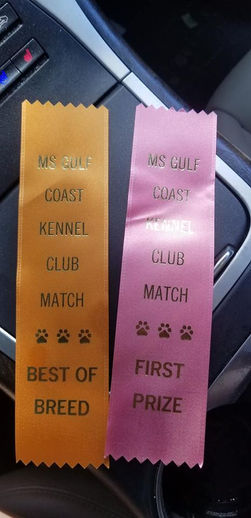 MS GULF
COAST
KENNEL
CLUB
MATCH
BEST OF
BREED
MS GULF
COAST
KENNEL
CLUB
MATCH
FIRST
PRIZE